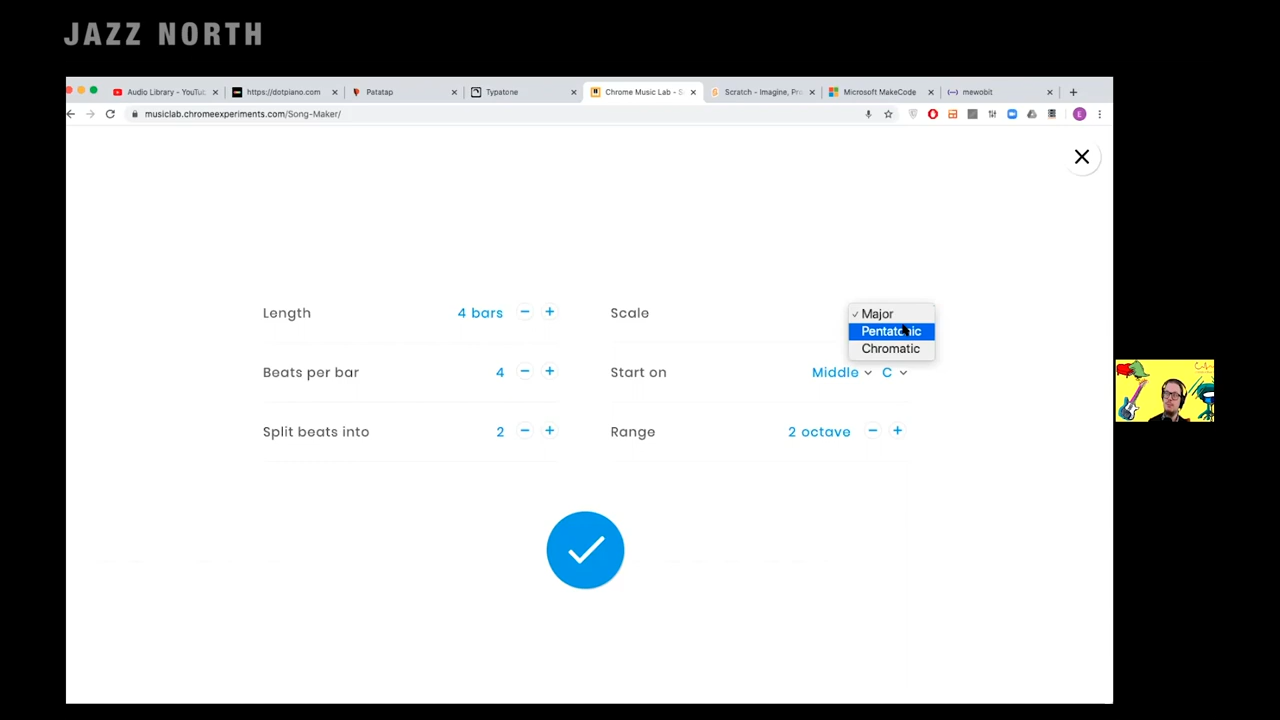 JAZZ NORTH
Audio Library - YouTu
https://dotpiano.com
Patatap
Typatone
Chrome Music Lab - S
Scratch - Imagine, Pr
Microsoft MakeCode
mewobit
musiclab.chromeexperiments.com/Song-Maker/
E
Length 4 bars − +
Scale
✓ Major
Pentatonic
Chromatic
Beats per bar 4 − +
Start on Middle C
Split beats into 2 − +
Range 2 octave − +